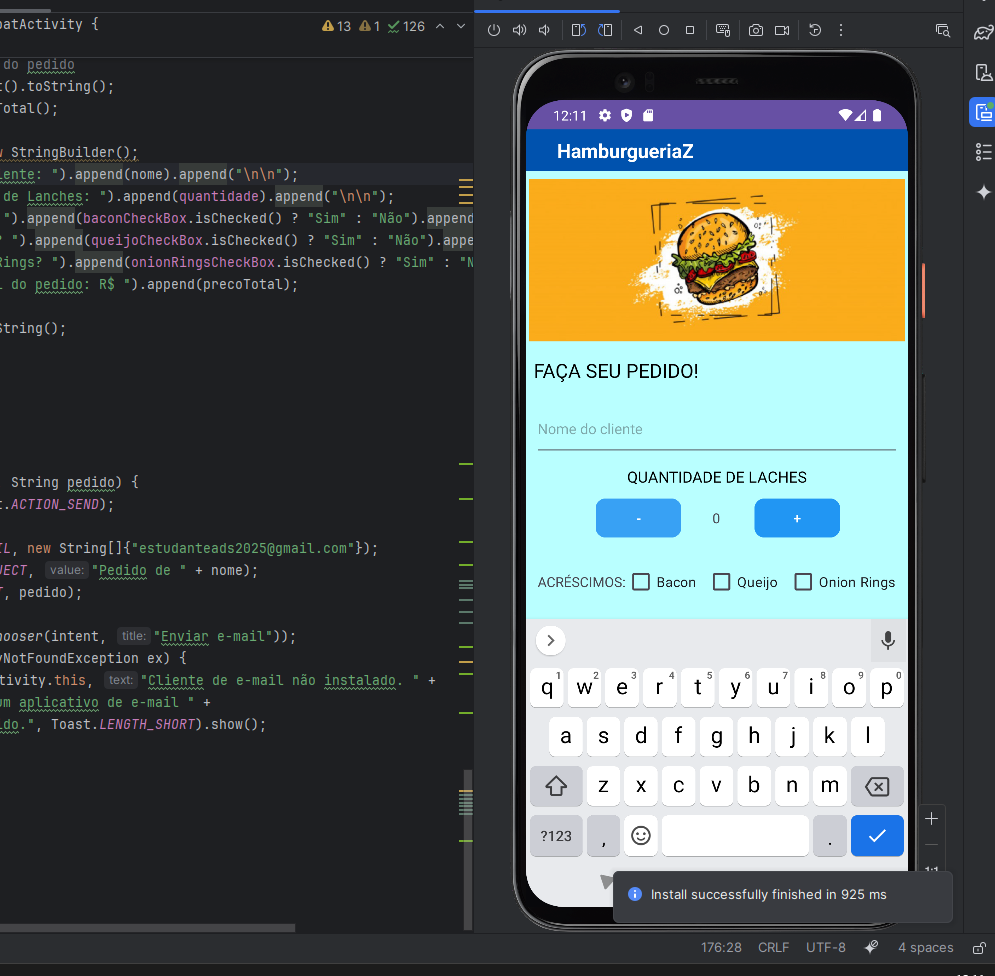 patActivity {
13 1 126
do pedido
t().toString();
Total();
w StringBuilder();
iente: ").append(nome).append("\n\n");
de Lanches: ").append(quantidade).append("\n\n");
").append(baconCheckBox.isChecked() ? "Sim" : "Não").append
? ").append(queijoCheckBox.isChecked() ? "Sim" : "Não").appe
Rings? ").append(onionRingsCheckBox.isChecked() ? "Sim" : "N
l do pedido: R$ ").append(precoTotal);
String();
String pedido) {
t.ACTION_SEND);
IL, new String[]{"estudanteads2025@gmail.com"});
JECT, value: "Pedido de " + nome);
T, pedido);
hooser(intent, title: "Enviar e-mail"));
yNotFoundException ex) {
tivity.this, text: "Cliente de e-mail não instalado. " +
um aplicativo de e-mail " +
ido.", Toast.LENGTH_SHORT).show();
12:11
HamburgueriaZ
FAÇA SEU PEDIDO!
Nome do cliente
QUANTIDADE DE LACHES
- 0 +
ACRÉSCIMOS: Bacon Queijo Onion Rings
q1 w2 e3 r4 t5 y6 u7 i8 o9 p0
a s d f g h j k l
z x c v b n m
?123 , .
1:1
Install successfully finished in 925 ms
176:28 CRLF UTF-8 4 spaces